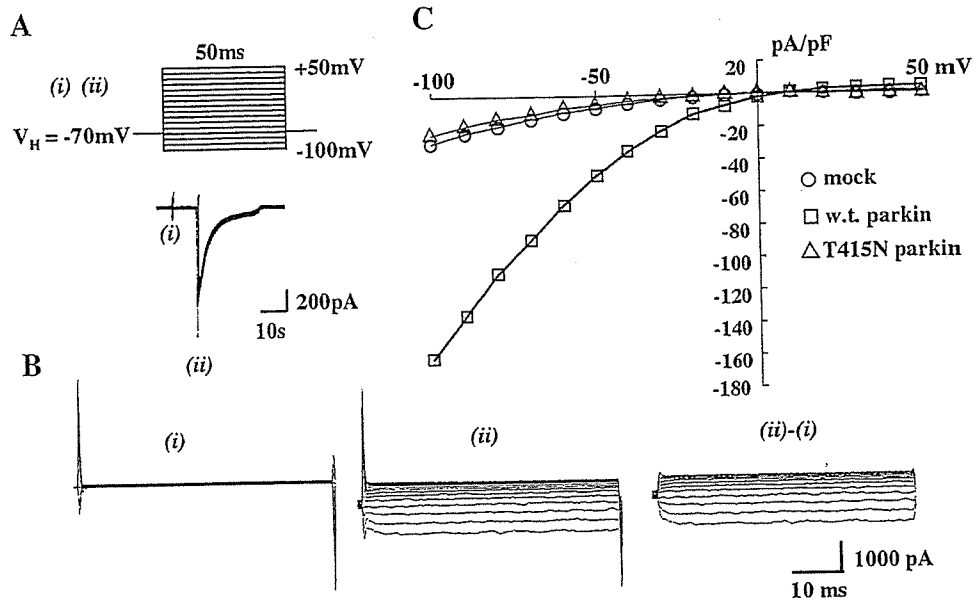 A
50ms
+50mV
(i) (ii)
V_H = -70mV
-100mV
(i)
200pA
10s
(ii)
C
pA/pF
20
-100
-50
50 mV
-20
-40
-60
-80
-100
-120
-140
-160
-180
mock
w.t. parkin
T415N parkin
B
(i)
(ii)
(ii)-(i)
1000 pA
10 ms